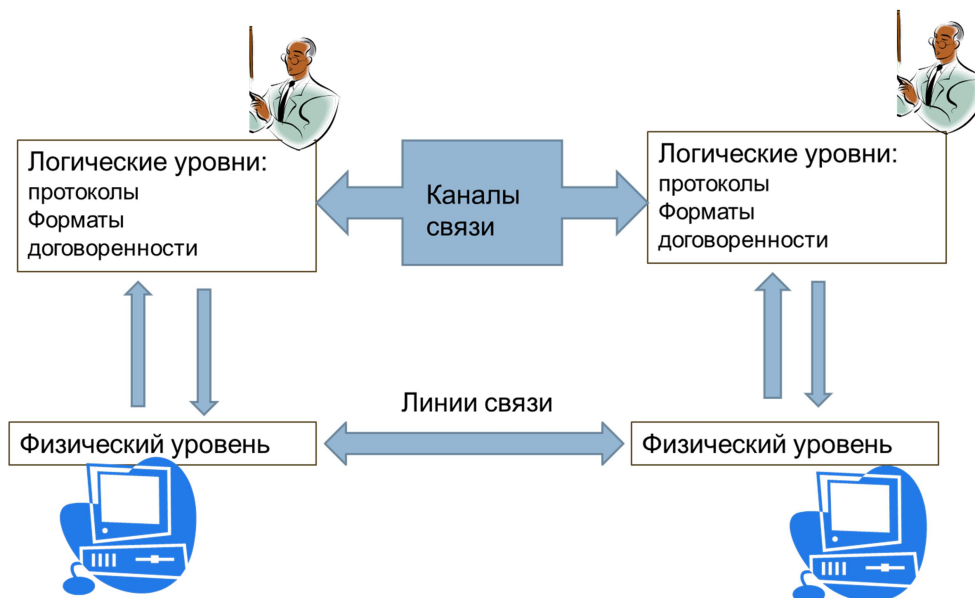 Логические уровни:
протоколы
Форматы
договоренности
Каналы
связи
Логические уровни:
протоколы
Форматы
договоренности
Линии связи
Физический уровень
Физический уровень